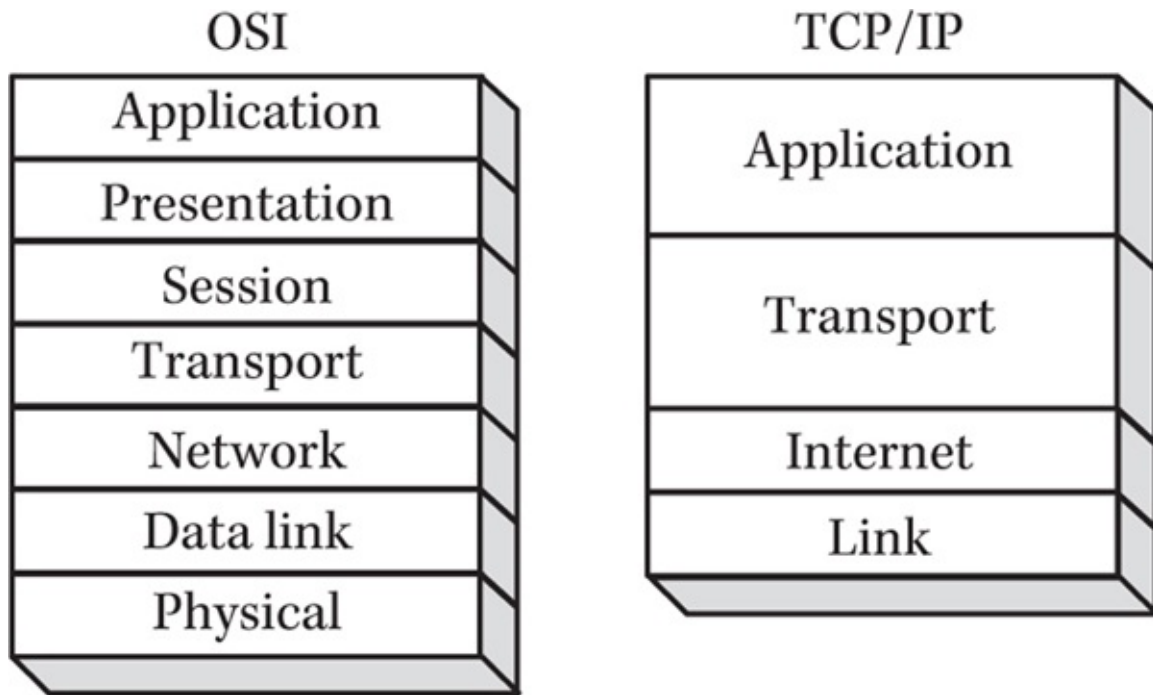 OSI
Application
Presentation
Session
Transport
Network
Data link
Physical
TCP/IP
Application
Transport
Internet
Link